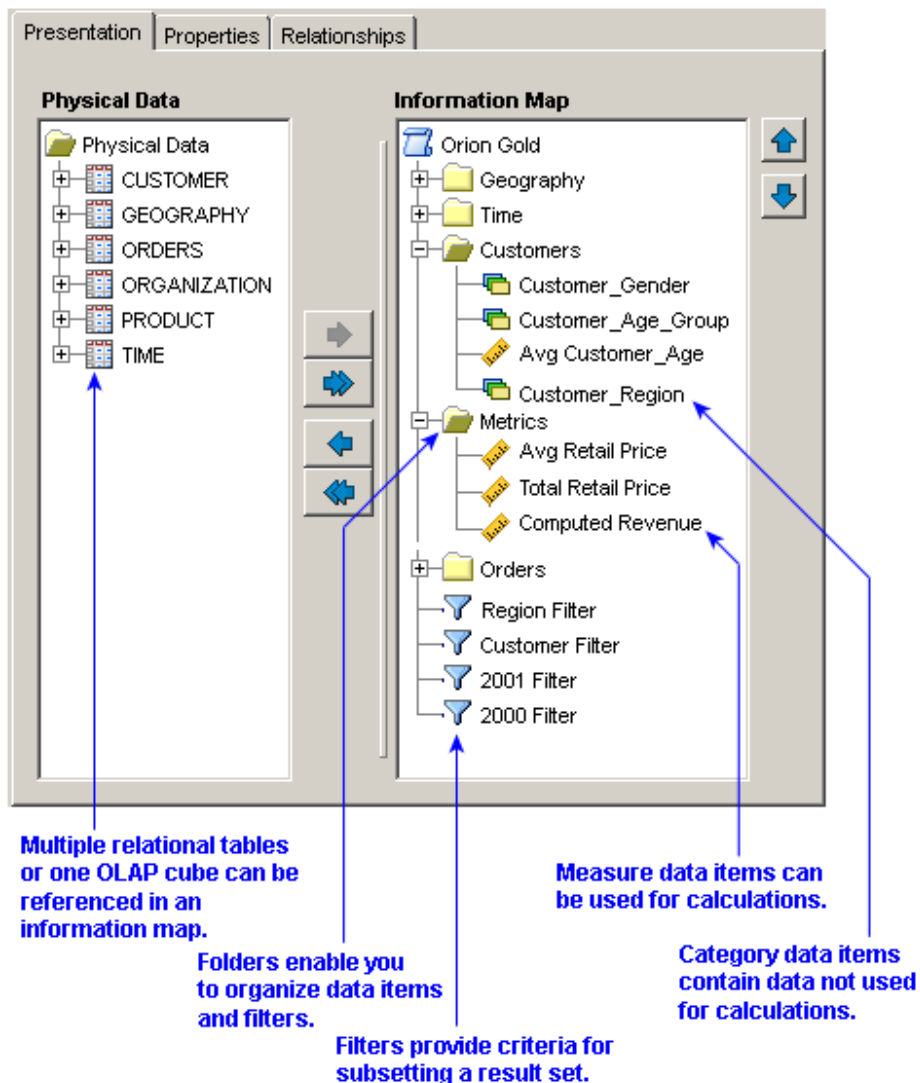 Presentation Properties Relationships
Physical Data
Physical Data
CUSTOMER
GEOGRAPHY
ORDERS
ORGANIZATION
PRODUCT
TIME
Information Map
Orion Gold
Geography
Time
Customers
Customer_Gender
Customer_Age_Group
Avg Customer_Age
Customer_Region
Metrics
Avg Retail Price
Total Retail Price
Computed Revenue
Orders
Region Filter
Customer Filter
2001 Filter
2000 Filter
Multiple relational tables
or one OLAP cube can be
referenced in an
information map.
Folders enable you
to organize data items
and filters.
Filters provide criteria for
subsetting a result set.
Measure data items can
be used for calculations.
Category data items
contain data not used
for calculations.